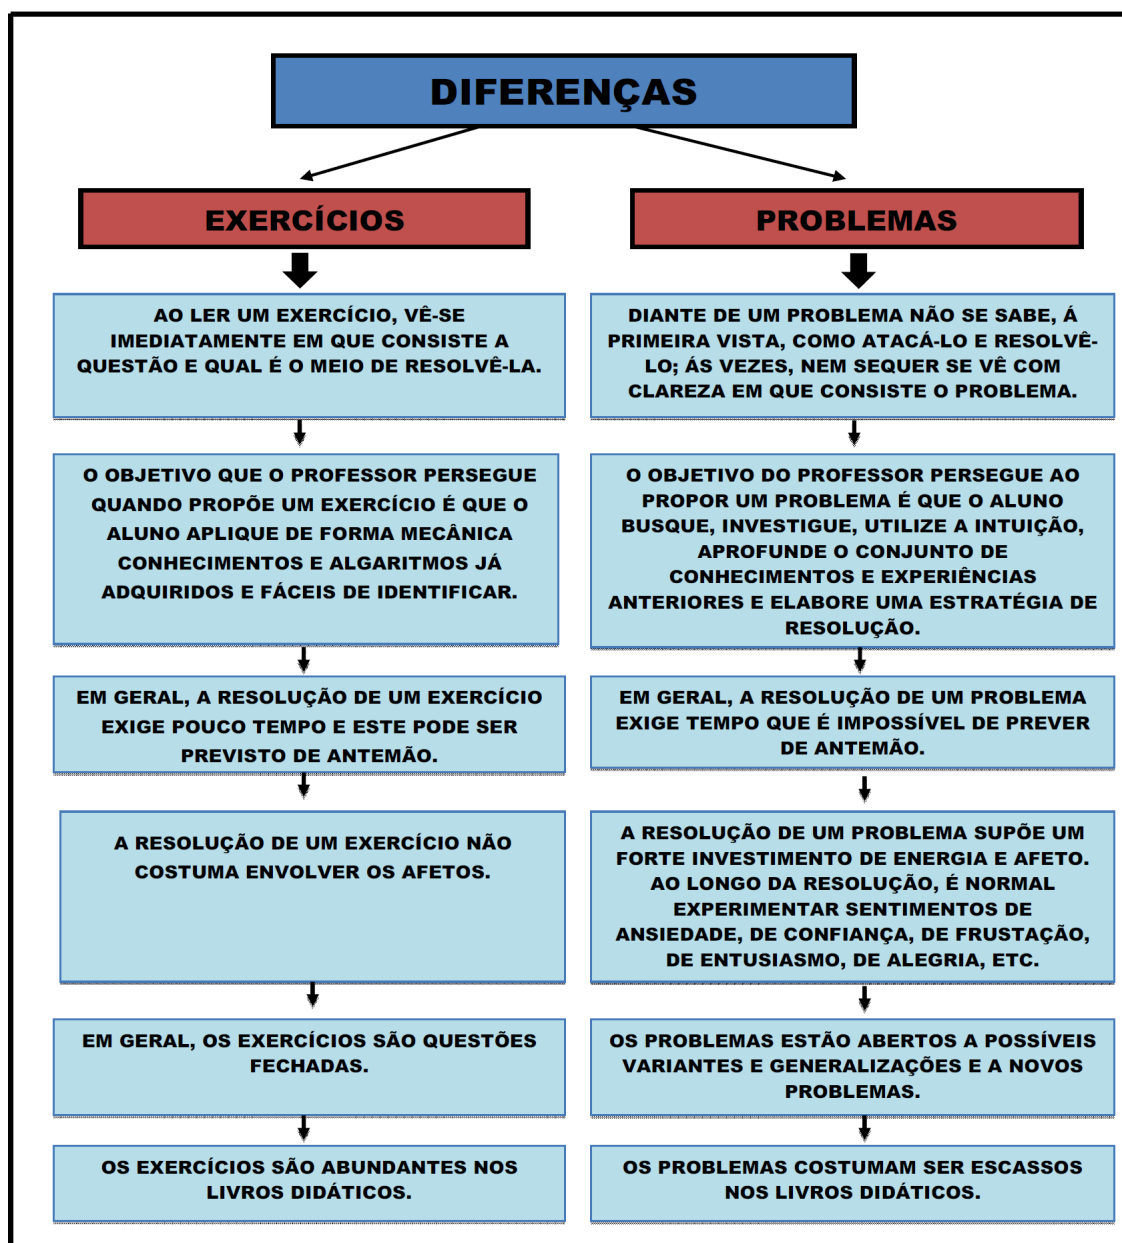 DIFERENÇAS
EXERCÍCIOS
AO LER UM EXERCÍCIO, VÊ-SE
IMEDIATAMENTE EM QUE CONSISTE A
QUESTÃO E QUAL É O MEIO DE RESOLVÊ-LA.
O OBJETIVO QUE O PROFESSOR PERSEGUE
QUANDO PROPÕE UM EXERCÍCIO É QUE O
ALUNO APLIQUE DE FORMA MECÂNICA
CONHECIMENTOS E ALGARITMOS JÁ
ADQUIRIDOS E FÁCEIS DE IDENTIFICAR.
EM GERAL, A RESOLUÇÃO DE UM EXERCÍCIO
EXIGE POUCO TEMPO E ESTE PODE SER
PREVISTO DE ANTEMÃO.
A RESOLUÇÃO DE UM EXERCÍCIO NÃO
COSTUMA ENVOLVER OS AFETOS.
EM GERAL, OS EXERCÍCIOS SÃO QUESTÕES
FECHADAS.
OS EXERCÍCIOS SÃO ABUNDANTES NOS
LIVROS DIDÁTICOS.
PROBLEMAS
DIANTE DE UM PROBLEMA NÃO SE SABE, Á
PRIMEIRA VISTA, COMO ATACÁ-LO E RESOLVÊ-
LO; ÁS VEZES, NEM SEQUER SE VÊ COM
CLAREZA EM QUE CONSISTE O PROBLEMA.
O OBJETIVO DO PROFESSOR PERSEGUE AO
PROPOR UM PROBLEMA É QUE O ALUNO
BUSQUE, INVESTIGUE, UTILIZE A INTUIÇÃO,
APROFUNDE O CONJUNTO DE
CONHECIMENTOS E EXPERIÊNCIAS
ANTERIORES E ELABORE UMA ESTRATÉGIA DE
RESOLUÇÃO.
EM GERAL, A RESOLUÇÃO DE UM PROBLEMA
EXIGE TEMPO QUE É IMPOSSÍVEL DE PREVER
DE ANTEMÃO.
A RESOLUÇÃO DE UM PROBLEMA SUPÕE UM
FORTE INVESTIMENTO DE ENERGIA E AFETO.
AO LONGO DA RESOLUÇÃO, É NORMAL
EXPERIMENTAR SENTIMENTOS DE
ANSIEDADE, DE CONFIANÇA, DE FRUSTAÇÃO,
DE ENTUSIASMO, DE ALEGRIA, ETC.
OS PROBLEMAS ESTÃO ABERTOS A POSSÍVEIS
VARIANTES E GENERALIZAÇÕES E A NOVOS
PROBLEMAS.
OS PROBLEMAS COSTUMAM SER ESCASSOS
NOS LIVROS DIDÁTICOS.